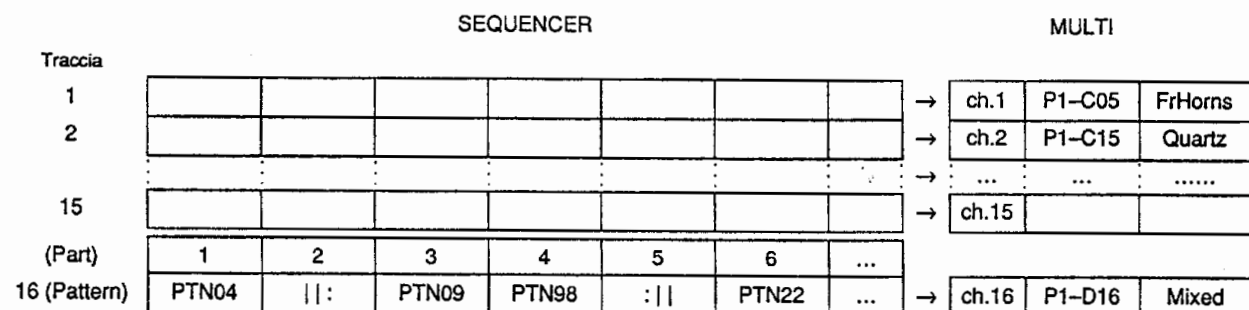 SEQUENCER MULTI
Traccia
1 → ch.1 P1–C05 FrHorns
2 → ch.2 P1–C15 Quartz
→ ... ... ......
15 → ch.15
(Part) 1 2 3 4 5 6 ...
16 (Pattern) PTN04 ||: PTN09 PTN98 :|| PTN22 ... → ch.16 P1–D16 Mixed